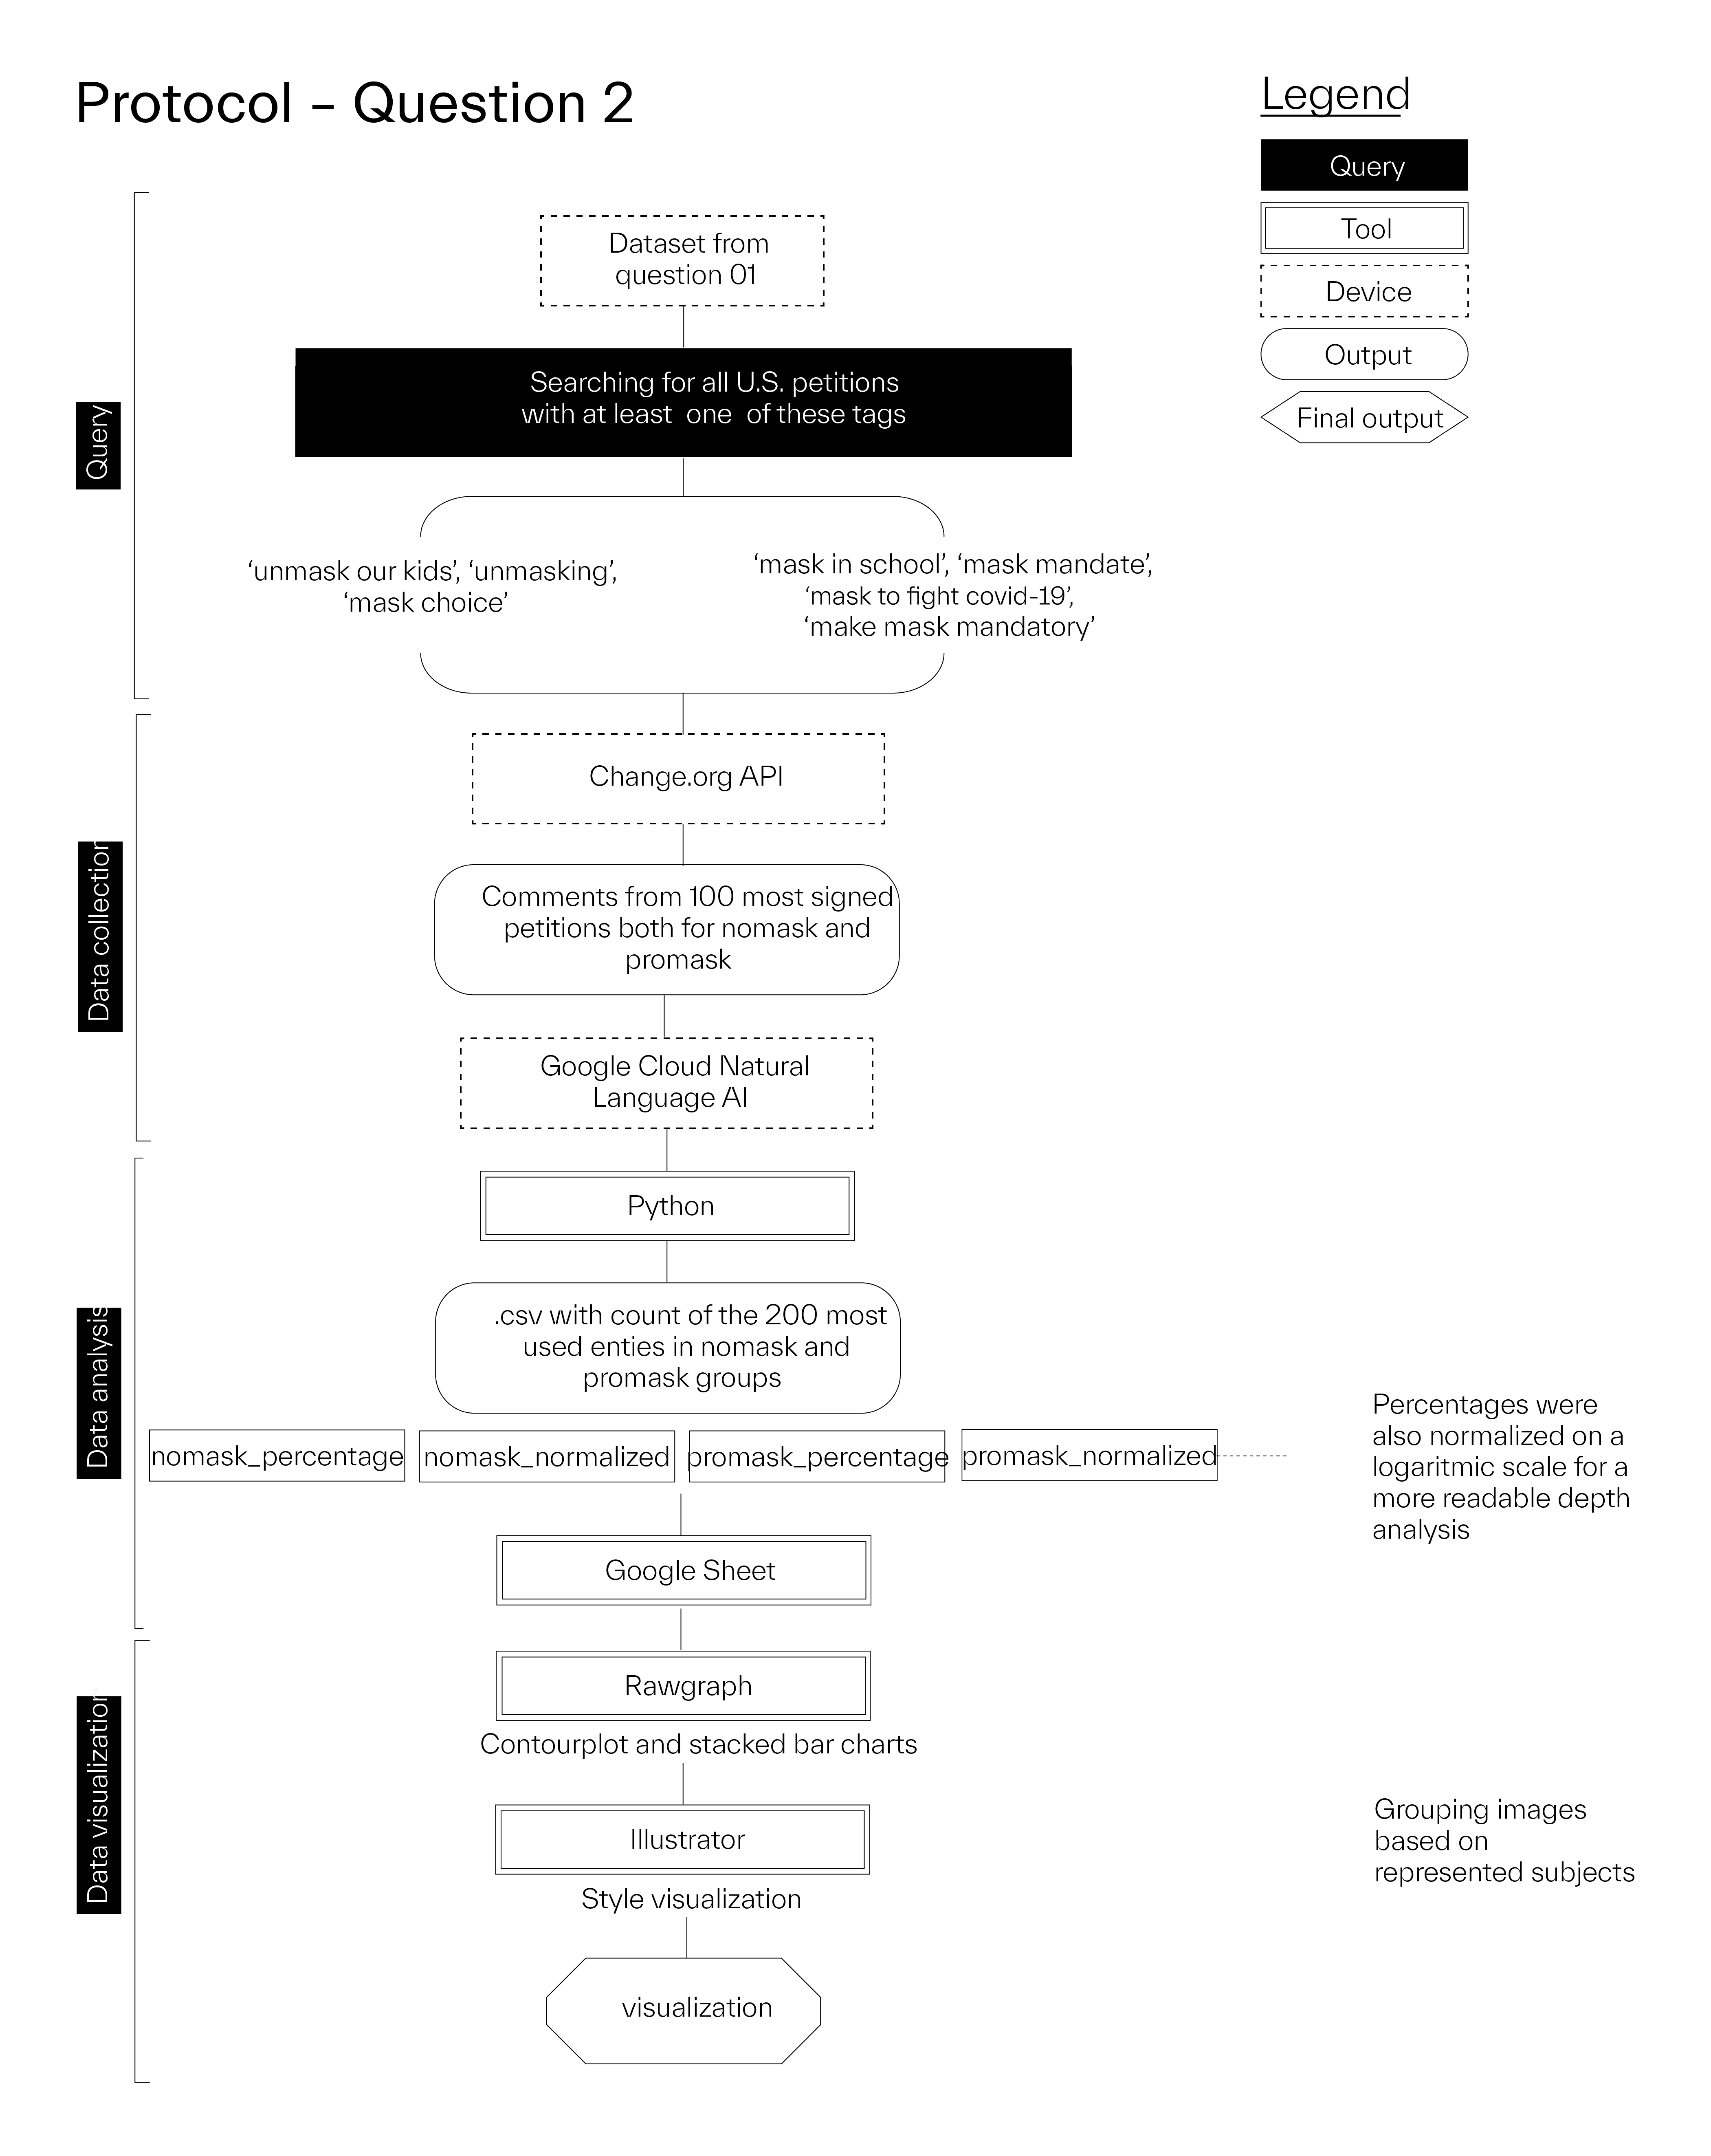 Protocol – Question 2
Legend
Query
Tool
Device
Output
Final output
Query
Dataset from
question 01
Searching for all U.S. petitions
with at least one of these tags
‘unmask our kids’, ‘unmasking’,
‘mask choice’
‘mask in school’, ‘mask mandate’,
‘mask to fight covid-19’,
‘make mask mandatory’
Data collection
Change.org API
Comments from 100 most signed
petitions both for nomask and
promask
Google Cloud Natural
Language AI
Data analysis
Python
.csv with count of the 200 most
used enties in nomask and
promask groups
nomask_percentage
nomask_normalized
promask_percentage
promask_normalized
Percentages were
also normalized on a
logaritmic scale for a
more readable depth
analysis
Google Sheet
Data visualization
Rawgraph
Contourplot and stacked bar charts
Illustrator
Grouping images
based on
represented subjects
Style visualization
visualization